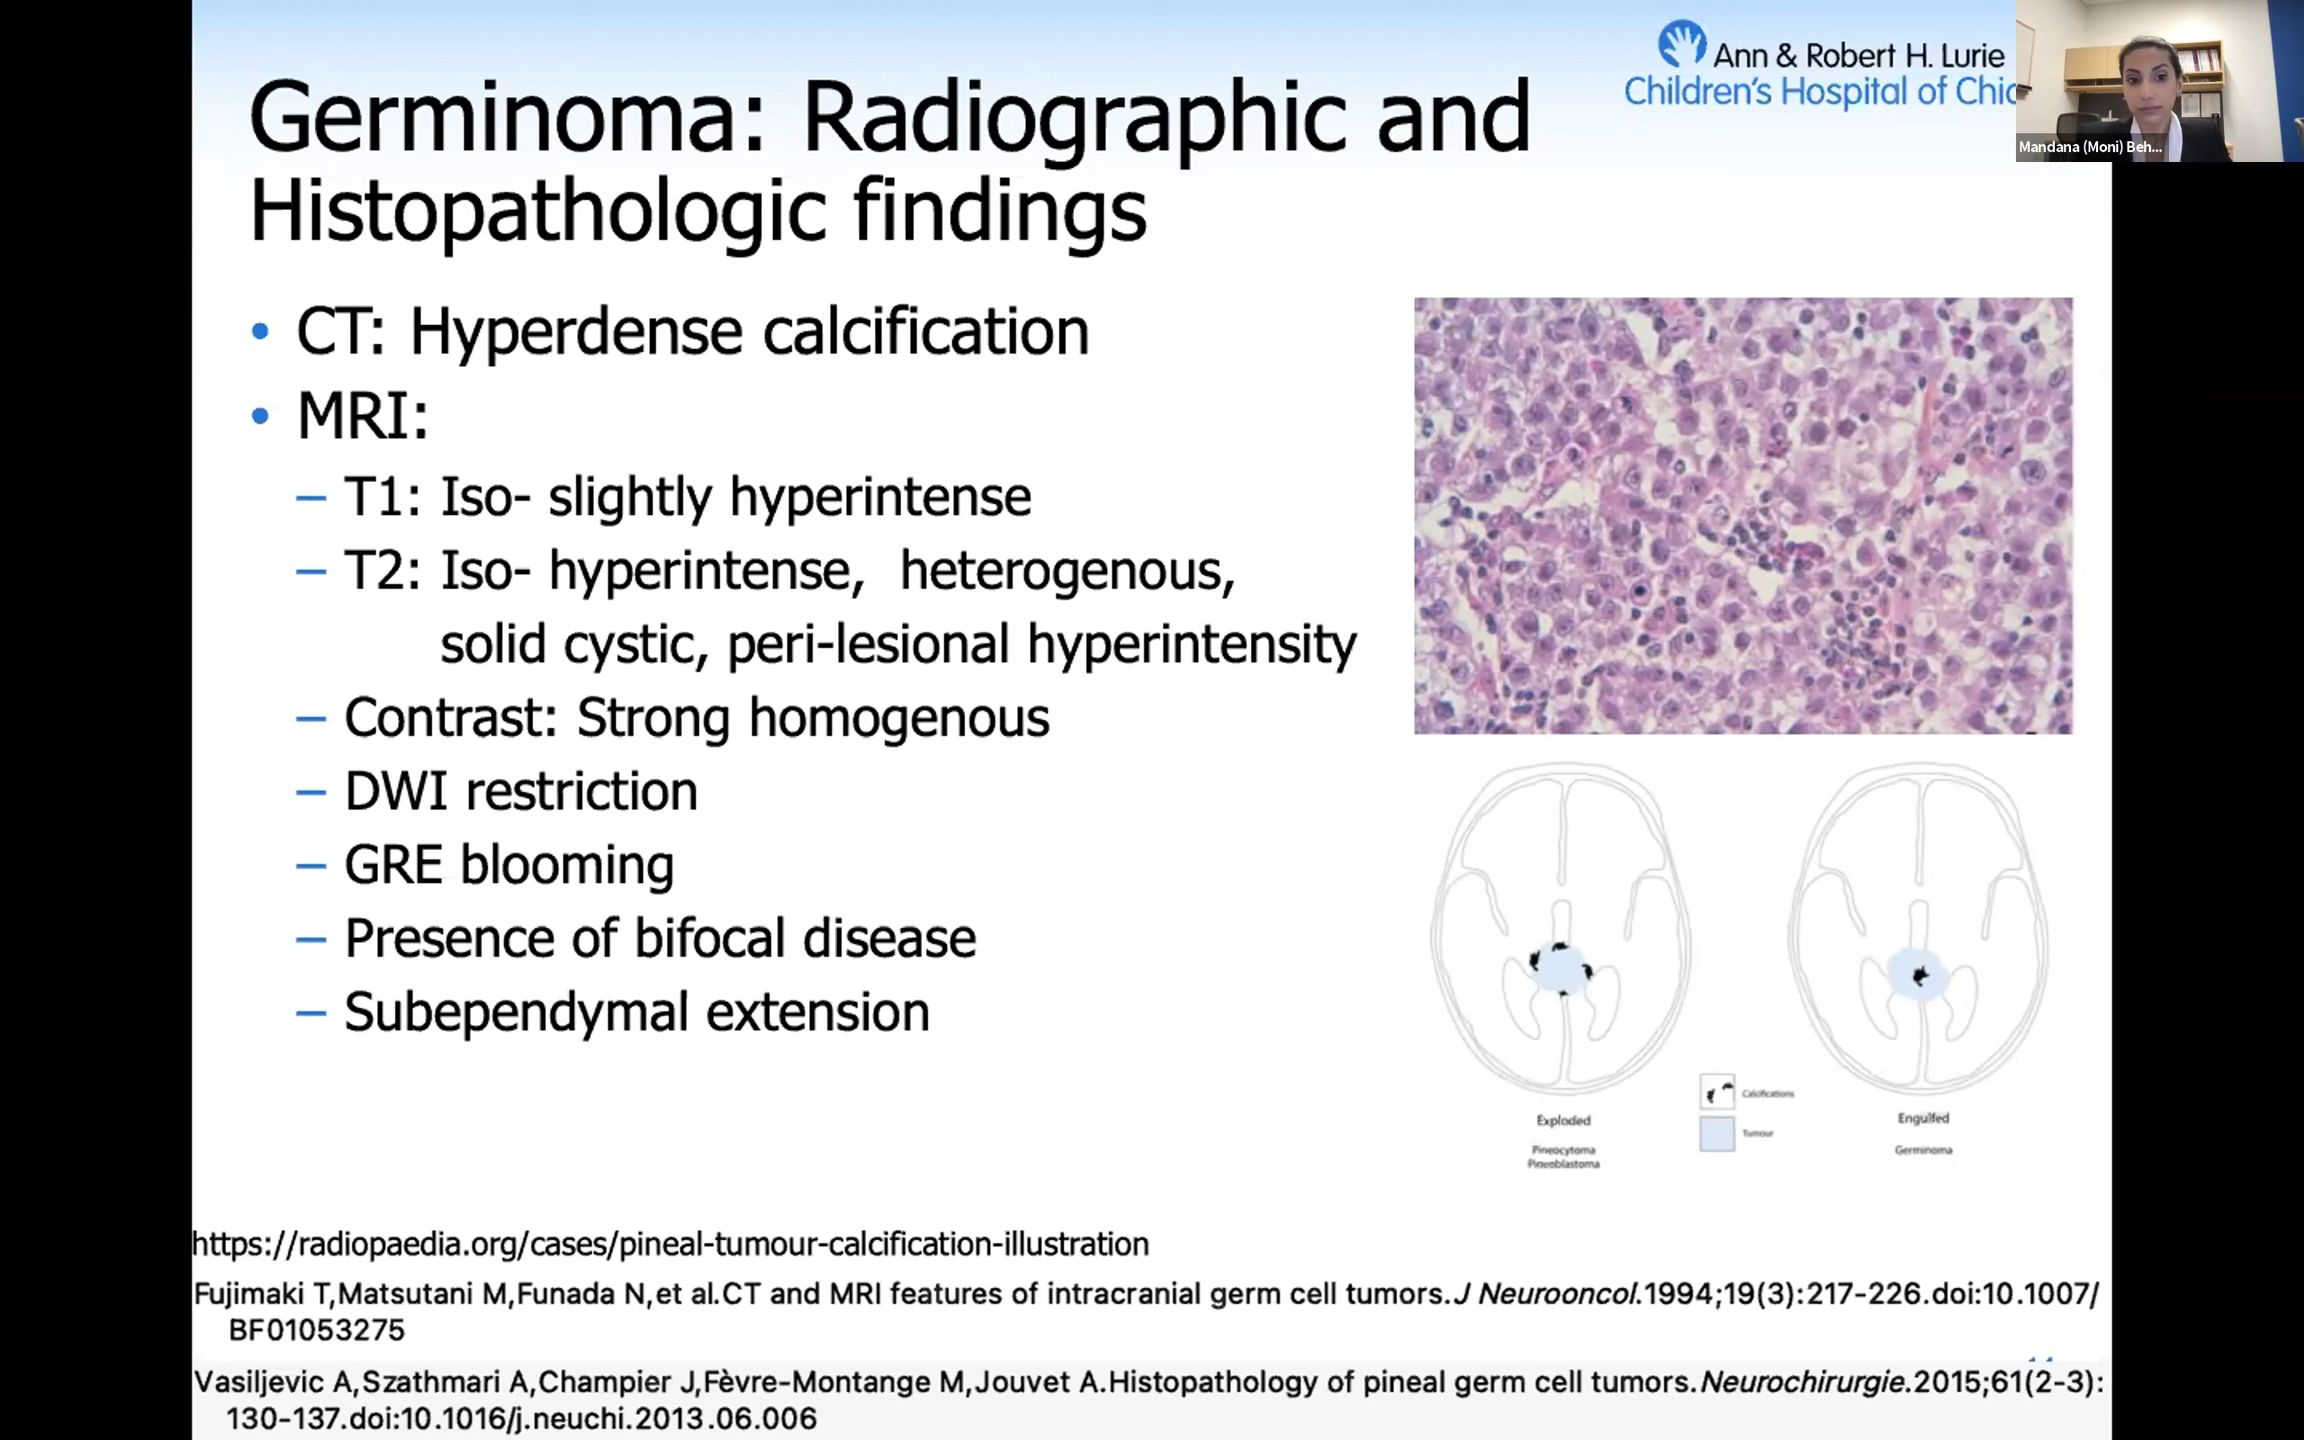 Ann & Robert H. Lurie
Children's Hospital of Chic
Mandana (Moni) Beh...
Germinoma: Radiographic and
Histopathologic findings
• CT: Hyperdense calcification
• MRI:
– T1: Iso- slightly hyperintense
– T2: Iso- hyperintense, heterogenous,
solid cystic, peri-lesional hyperintensity
– Contrast: Strong homogenous
– DWI restriction
– GRE blooming
– Presence of bifocal disease
– Subependymal extension
Calcifications
Tumour
Exploded
Pineocytoma
Pineoblastoma
Engulfed
Germinoma
https://radiopaedia.org/cases/pineal-tumour-calcification-illustration
Fujimaki T,Matsutani M,Funada N,et al.CT and MRI features of intracranial germ cell tumors.J Neurooncol.1994;19(3):217-226.doi:10.1007/
BF01053275
Vasiljevic A,Szathmari A,Champier J,Fèvre-Montange M,Jouvet A.Histopathology of pineal germ cell tumors.Neurochirurgie.2015;61(2-3):
130-137.doi:10.1016/j.neuchi.2013.06.006